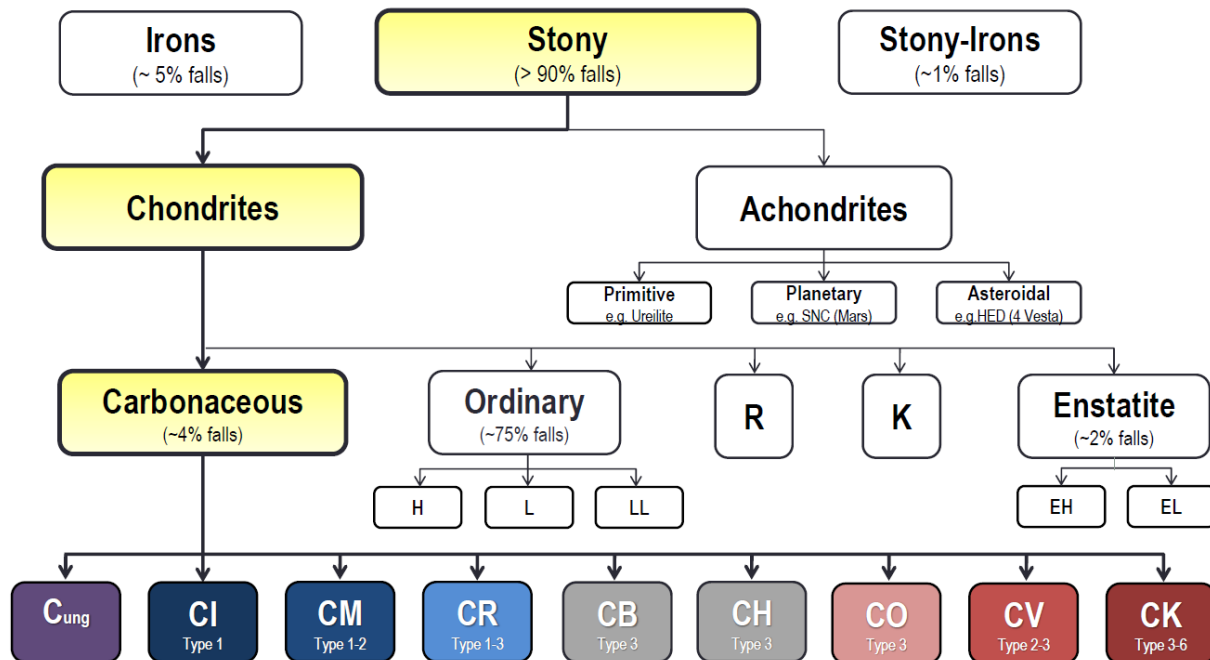 Irons
(~ 5% falls)
Stony
(> 90% falls)
Stony-Irons
(~1% falls)
Chondrites
Achondrites
Primitive
e.g. Ureilite
Planetary
e.g. SNC (Mars)
Asteroidal
e.g.HED (4 Vesta)
Carbonaceous
(~4% falls)
Ordinary
(~75% falls)
R
K
Enstatite
(~2% falls)
H
L
LL
EH
EL
Cung
CI
Type 1
CM
Type 1-2
CR
Type 1-3
CB
Type 3
CH
Type 3
CO
Type 3
CV
Type 2-3
CK
Type 3-6